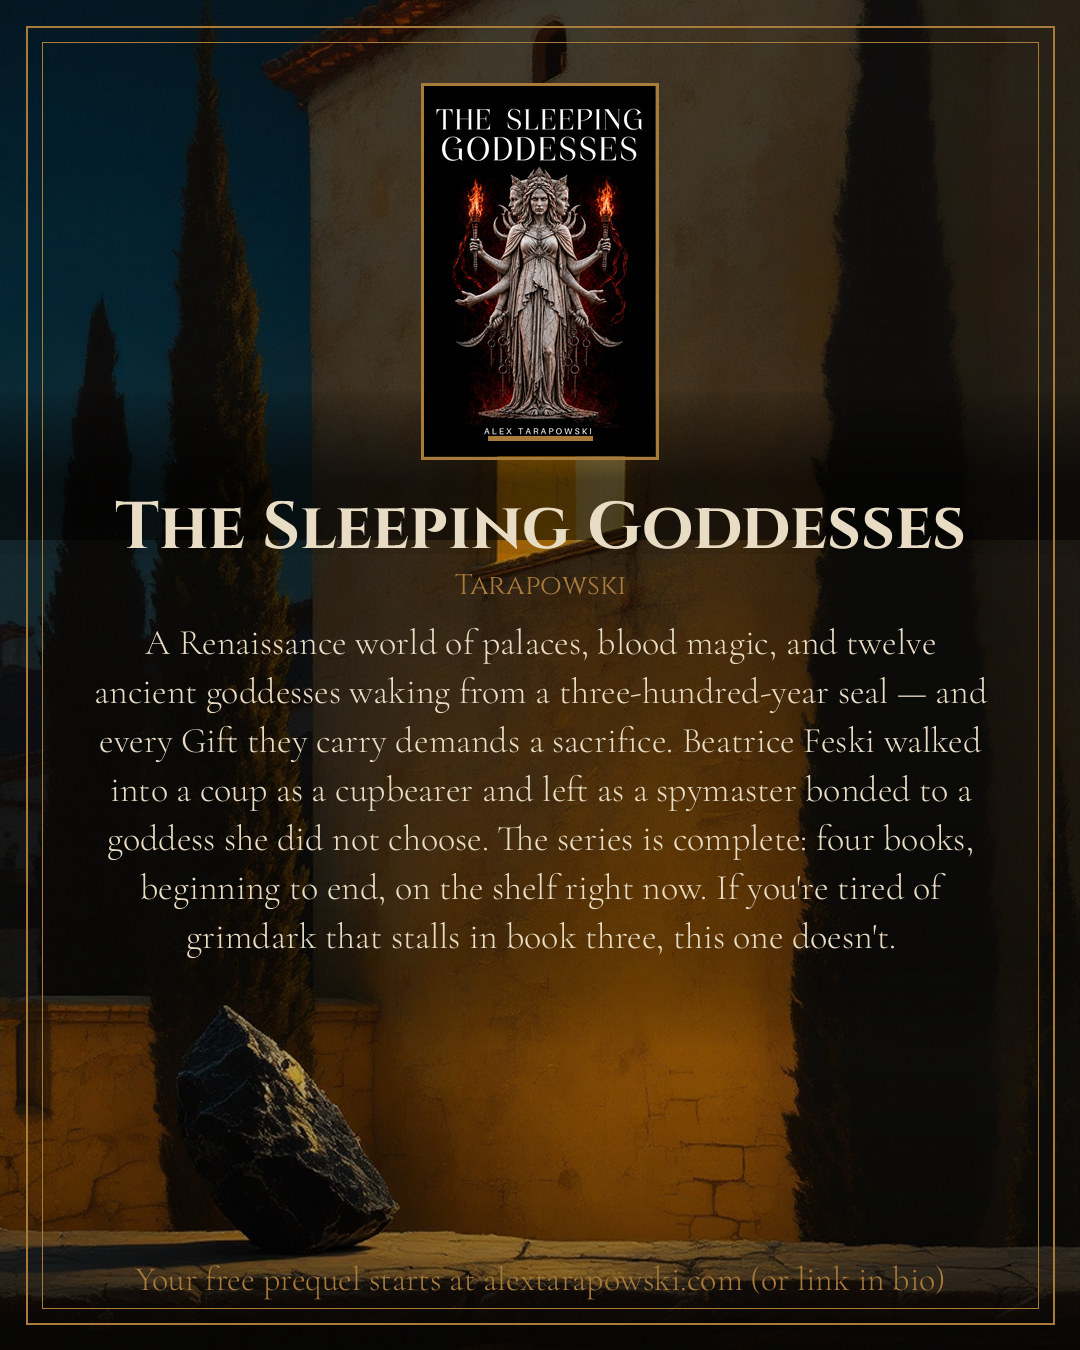 THE SLEEPING
GODDESSES
ALEX TARAPOWSKI
The Sleeping Goddesses
Tarapowski
A Renaissance world of palaces, blood magic, and twelve
ancient goddesses waking from a three-hundred-year seal — and
every Gift they carry demands a sacrifice. Beatrice Feski walked
into a coup as a cupbearer and left as a spymaster bonded to a
goddess she did not choose. The series is complete: four books,
beginning to end, on the shelf right now. If you're tired of
grimdark that stalls in book three, this one doesn't.
Your free prequel starts at alextarapowski.com (or link in bio)